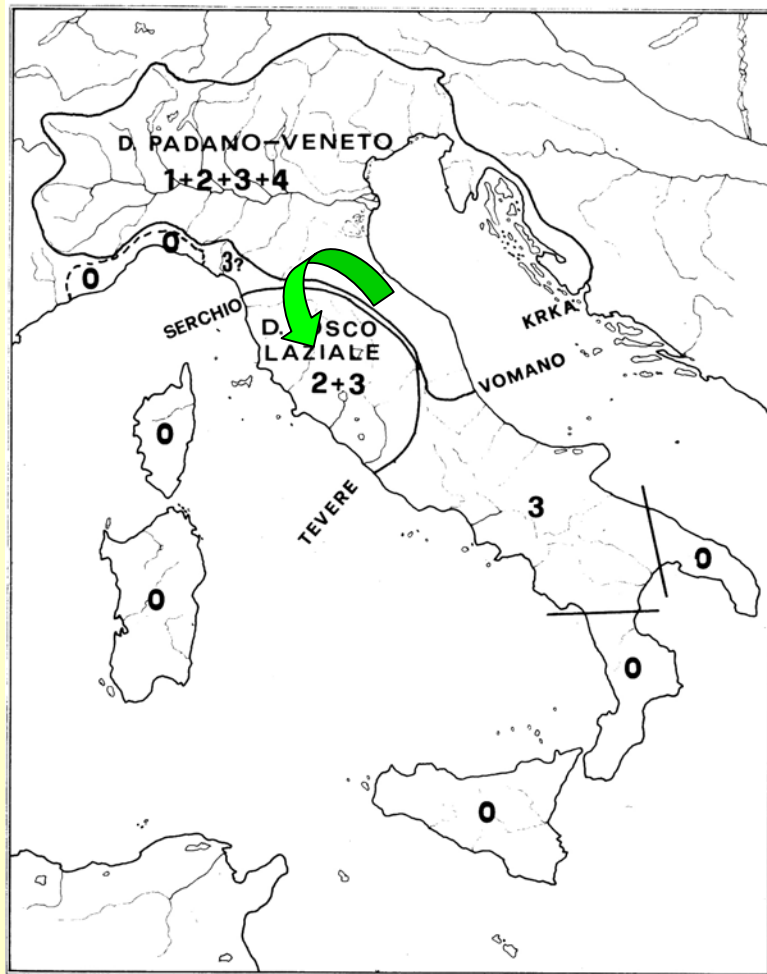 D. PADANO–VENETO
1+2+3+4
0
0
3?
SERCHIO
D. TOSCO
LAZIALE
2+3
KRKA
VOMANO
0
TEVERE
3
0
0
0
0